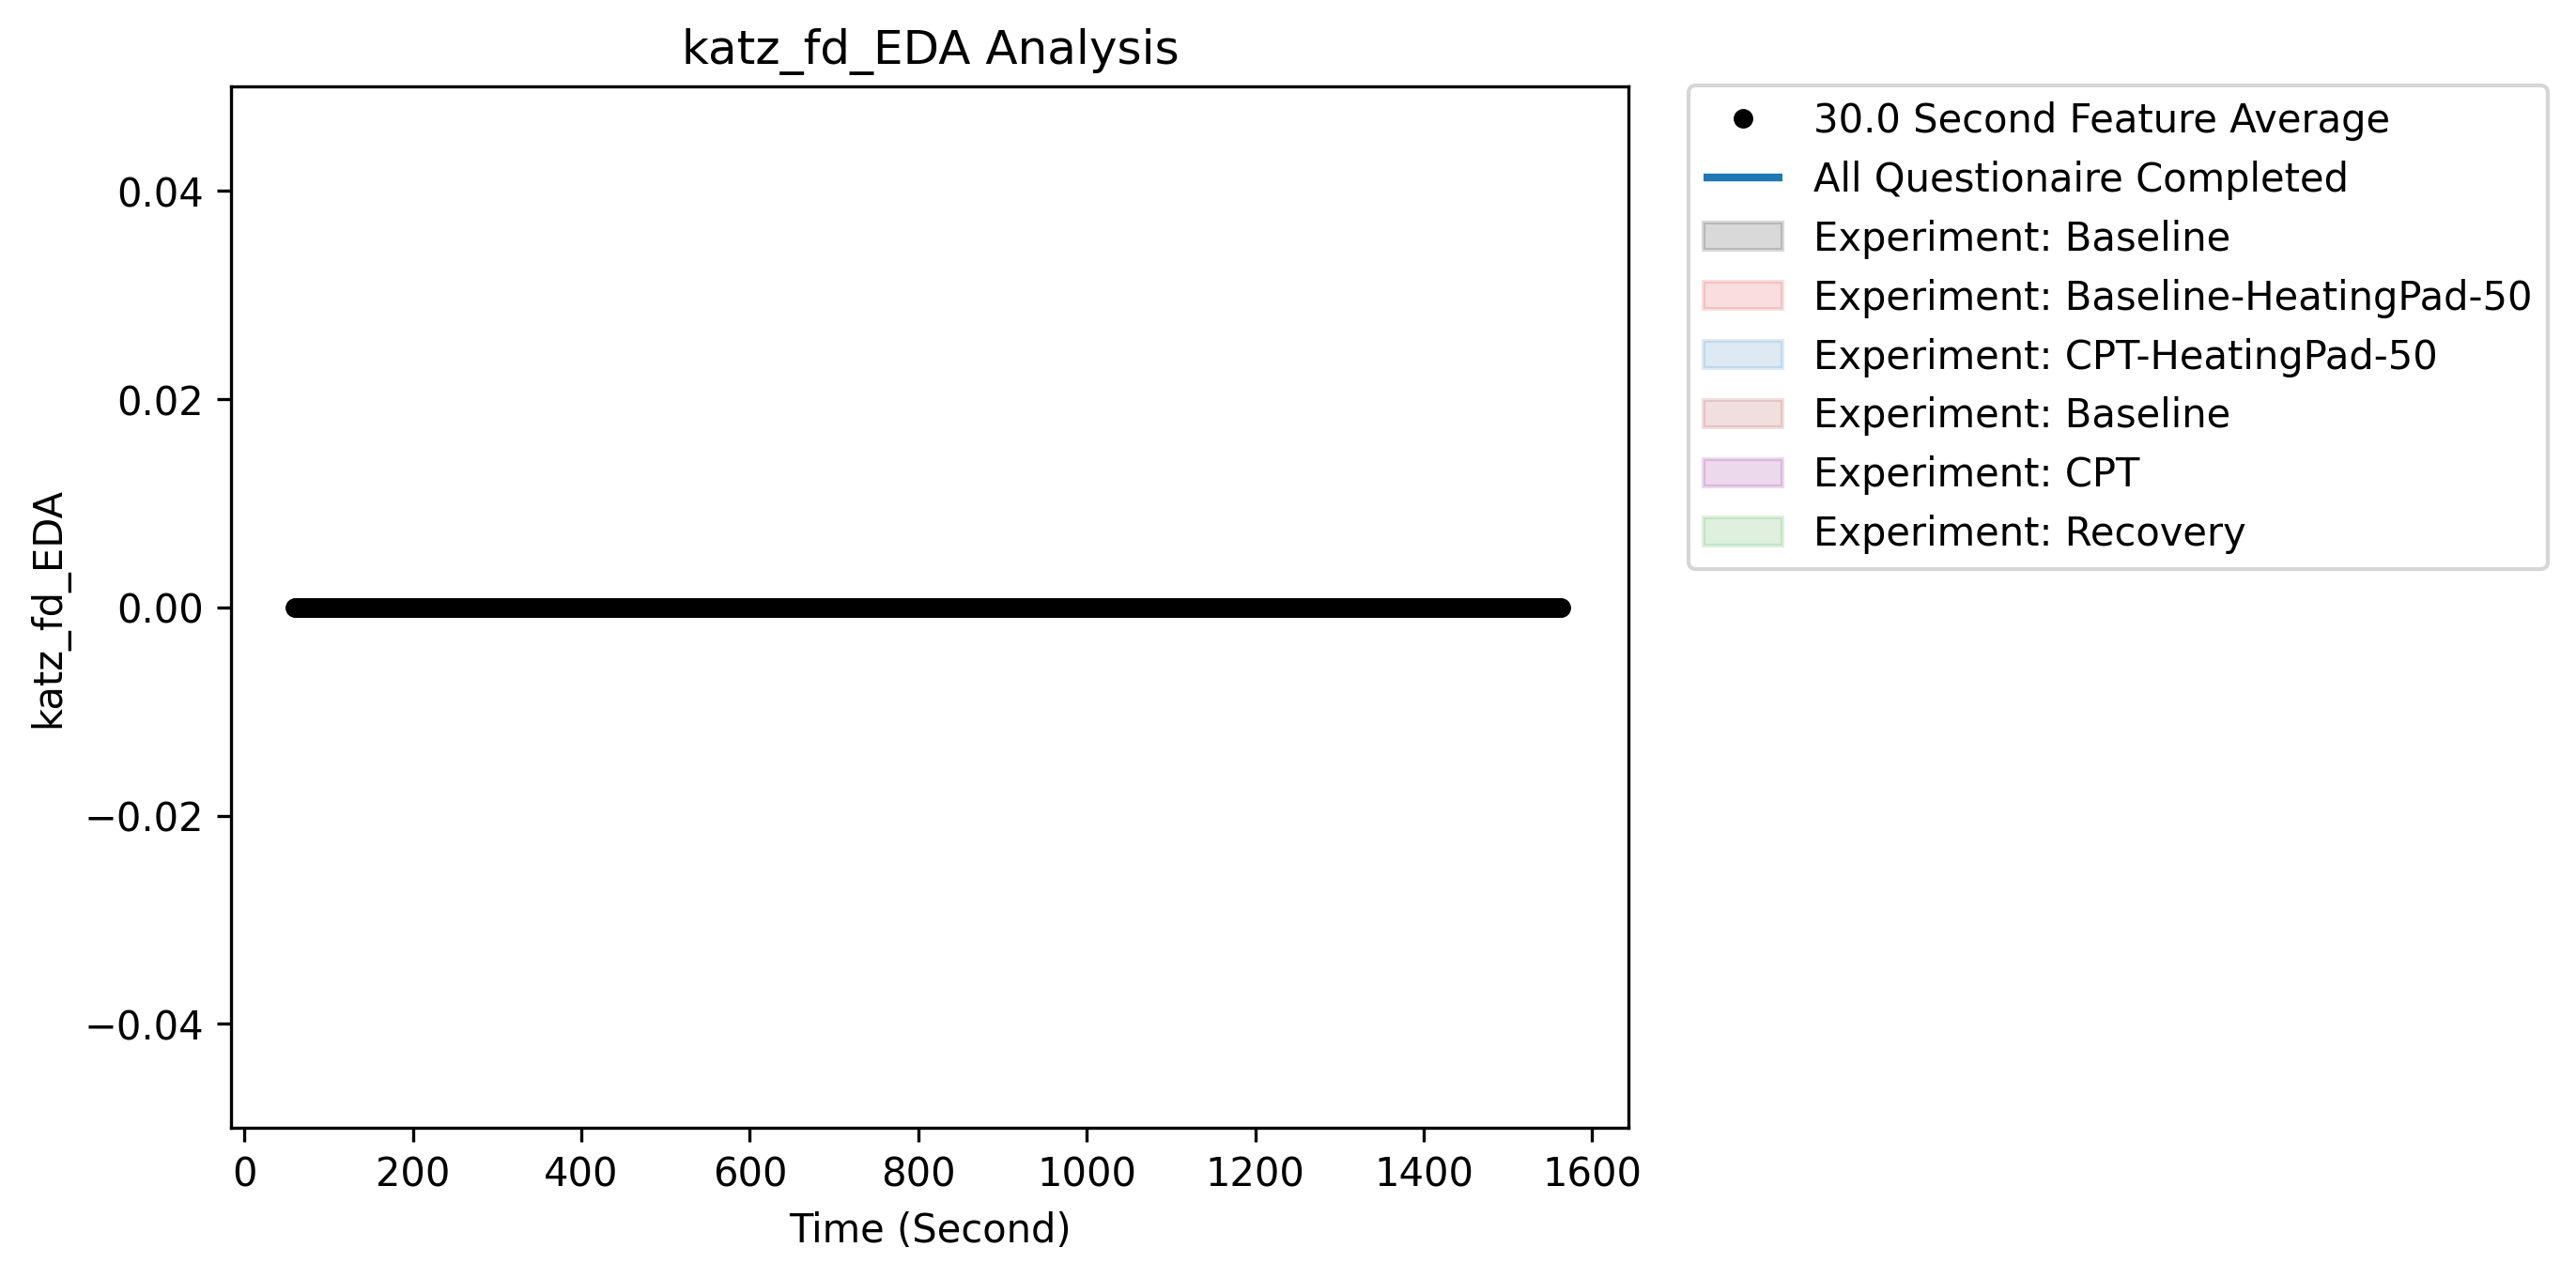 katz_fd_EDA Analysis
30.0 Second Feature Average
All Questionaire Completed
Experiment: Baseline
Experiment: Baseline-HeatingPad-50
Experiment: CPT-HeatingPad-50
Experiment: Baseline
Experiment: CPT
Experiment: Recovery
katz_fd_EDA
0.04
0.02
0.00
−0.02
−0.04
0 200 400 600 800 1000 1200 1400 1600
Time (Second)